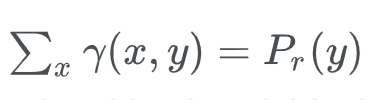 ∑ₓ γ(x, y) = Pᵣ(y)